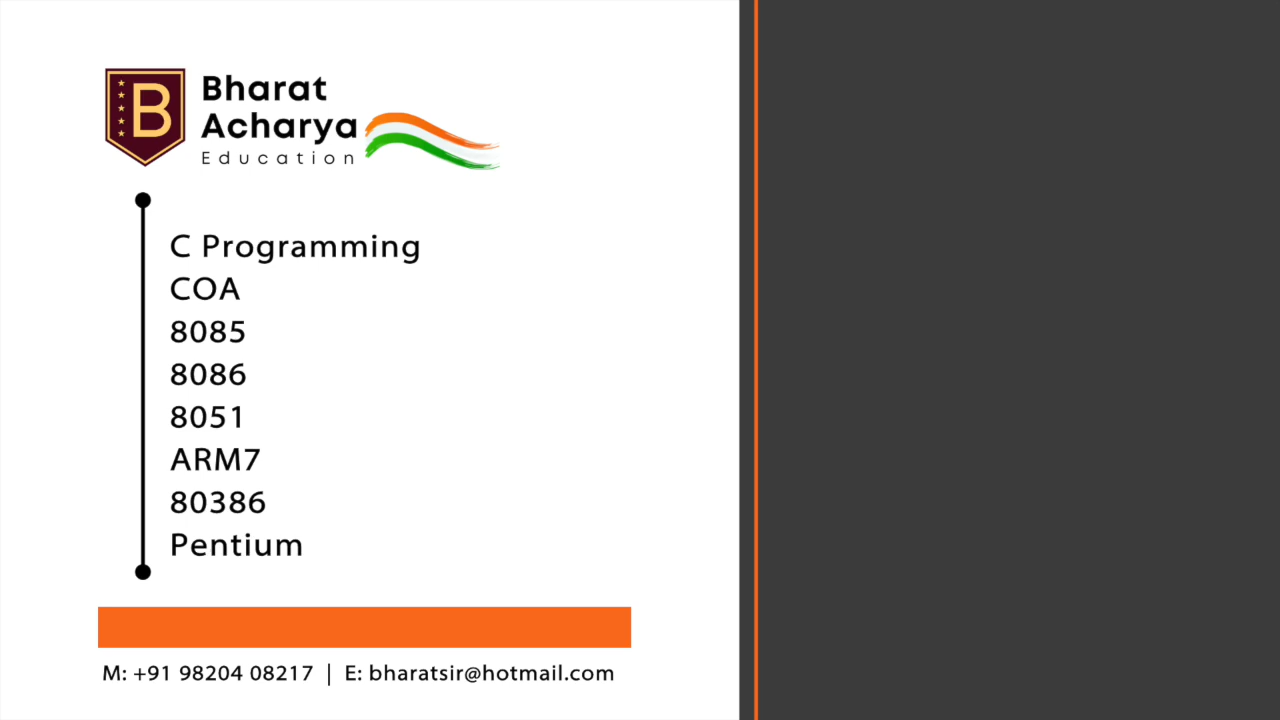 B
Bharat
Acharya
Education
C Programming
COA
8085
8086
8051
ARM7
80386
Pentium
M: +91 98204 08217 | E: bharatsir@hotmail.com